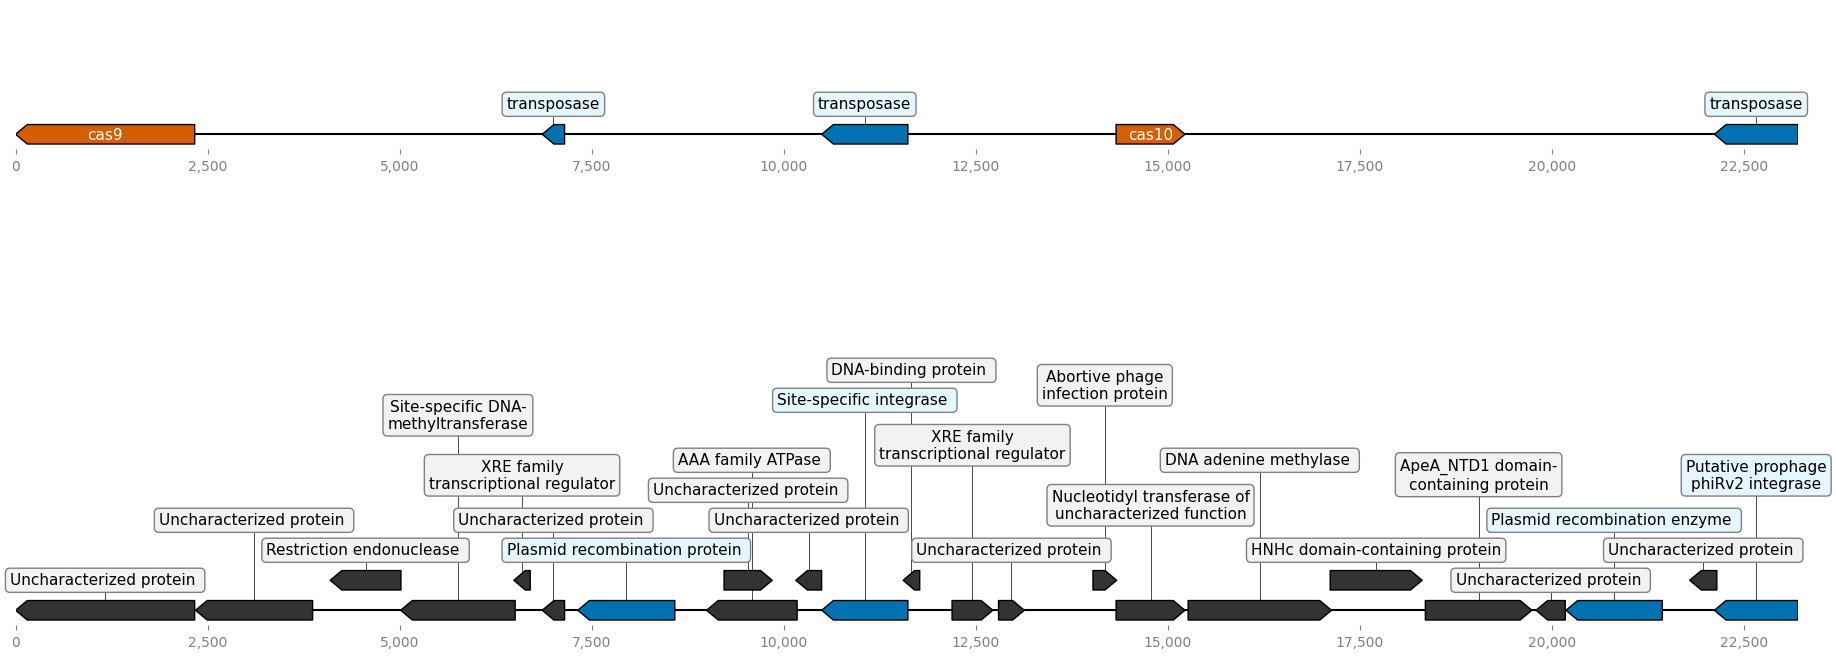 transposase
transposase
transposase
cas9
cas10
0
2,500
5,000
7,500
10,000
12,500
15,000
17,500
20,000
22,500
DNA-binding protein
Abortive phage
infection protein
Site-specific integrase
Site-specific DNA-
methyltransferase
XRE family
transcriptional regulator
AAA family ATPase
DNA adenine methylase
ApeA_NTD1 domain-
containing protein
Putative prophage
phiRv2 integrase
XRE family
transcriptional regulator
Uncharacterized protein
Nucleotidyl transferase of
uncharacterized function
Uncharacterized protein
Uncharacterized protein
Uncharacterized protein
Plasmid recombination enzyme
Restriction endonuclease
Plasmid recombination protein
Uncharacterized protein
HNHc domain-containing protein
Uncharacterized protein
Uncharacterized protein
Uncharacterized protein
0
2,500
5,000
7,500
10,000
12,500
15,000
17,500
20,000
22,500